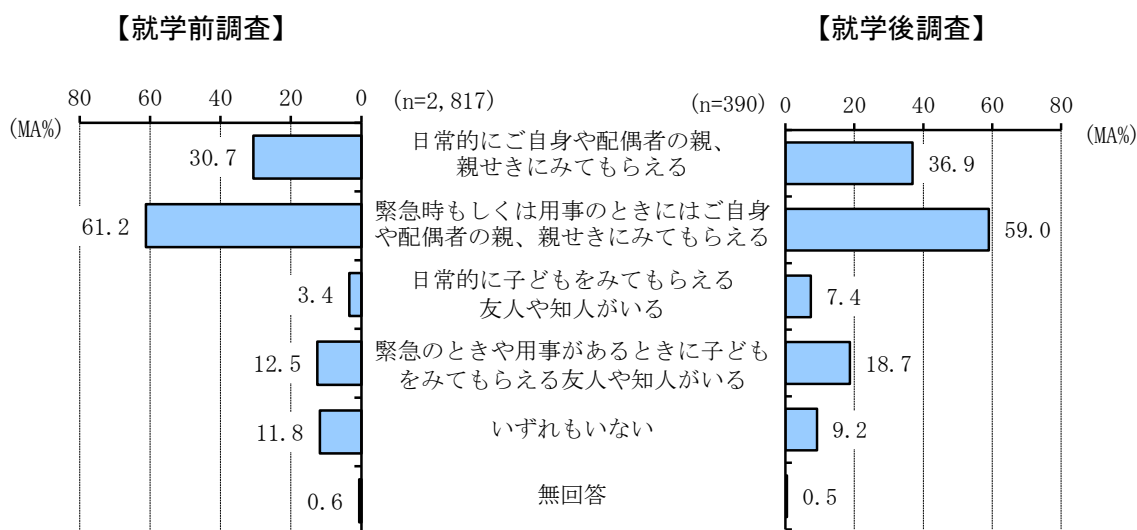 【就学前調査】
【就学後調査】
80 60 40 20 0
(n=2,817)
(n=390)
0 20 40 60 80
(MA%)
(MA%)
30.7
日常的にご自身や配偶者の親、
親せきにみてもらえる
36.9
61.2
緊急時もしくは用事のときにはご自身
や配偶者の親、親せきにみてもらえる
59.0
3.4
日常的に子どもをみてもらえる
友人や知人がいる
7.4
12.5
緊急のときや用事があるときに子ども
をみてもらえる友人や知人がいる
18.7
11.8
いずれもいない
9.2
0.6
無回答
0.5